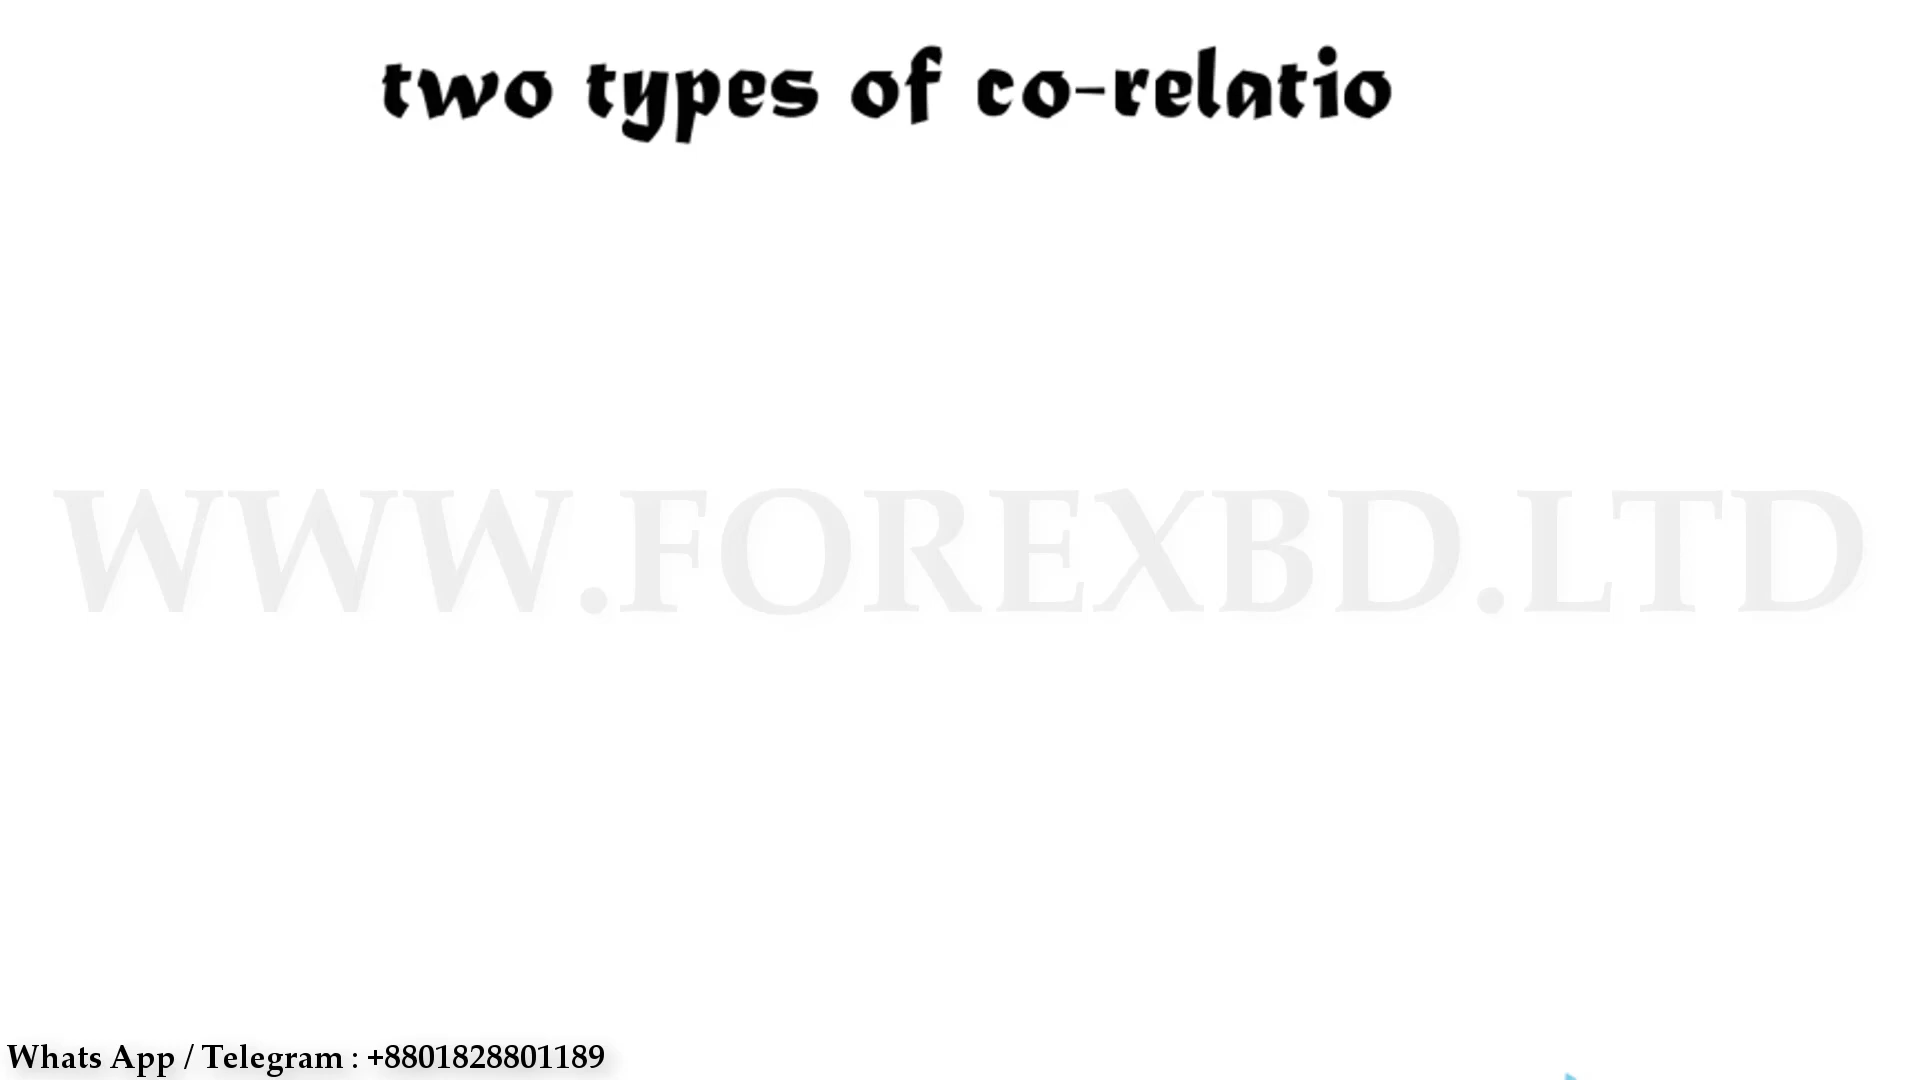 two types of co-relatio
WWW.FOREXBD.LTD
Whats App / Telegram : +8801828801189